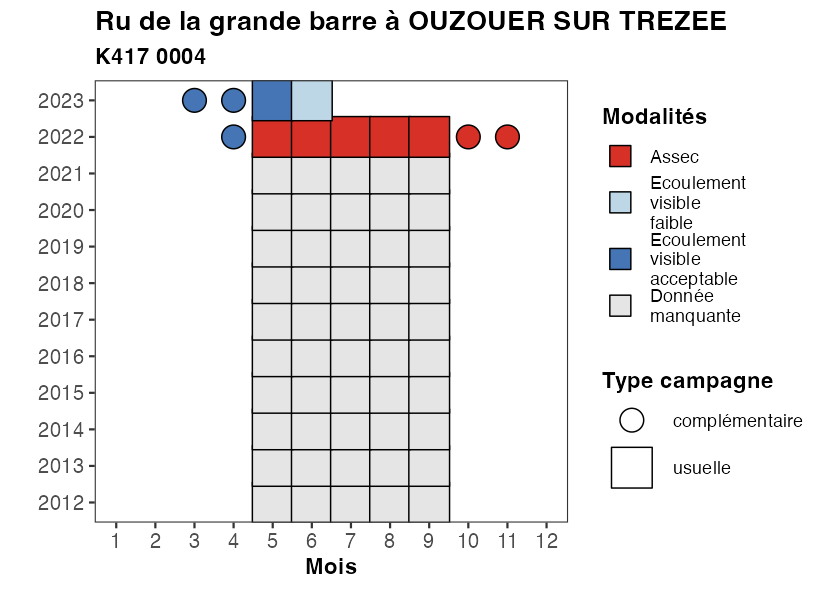 Ru de la grande barre à OUZOUER SUR TREZEE
K417 0004
2023
2022
2021
2020
2019
2018
2017
2016
2015
2014
2013
2012
1 2 3 4 5 6 7 8 9 10 11 12
Mois
Modalités
Assec
Ecoulement
visible
faible
Ecoulement
visible
acceptable
Donnée
manquante
Type campagne
complémentaire
usuelle